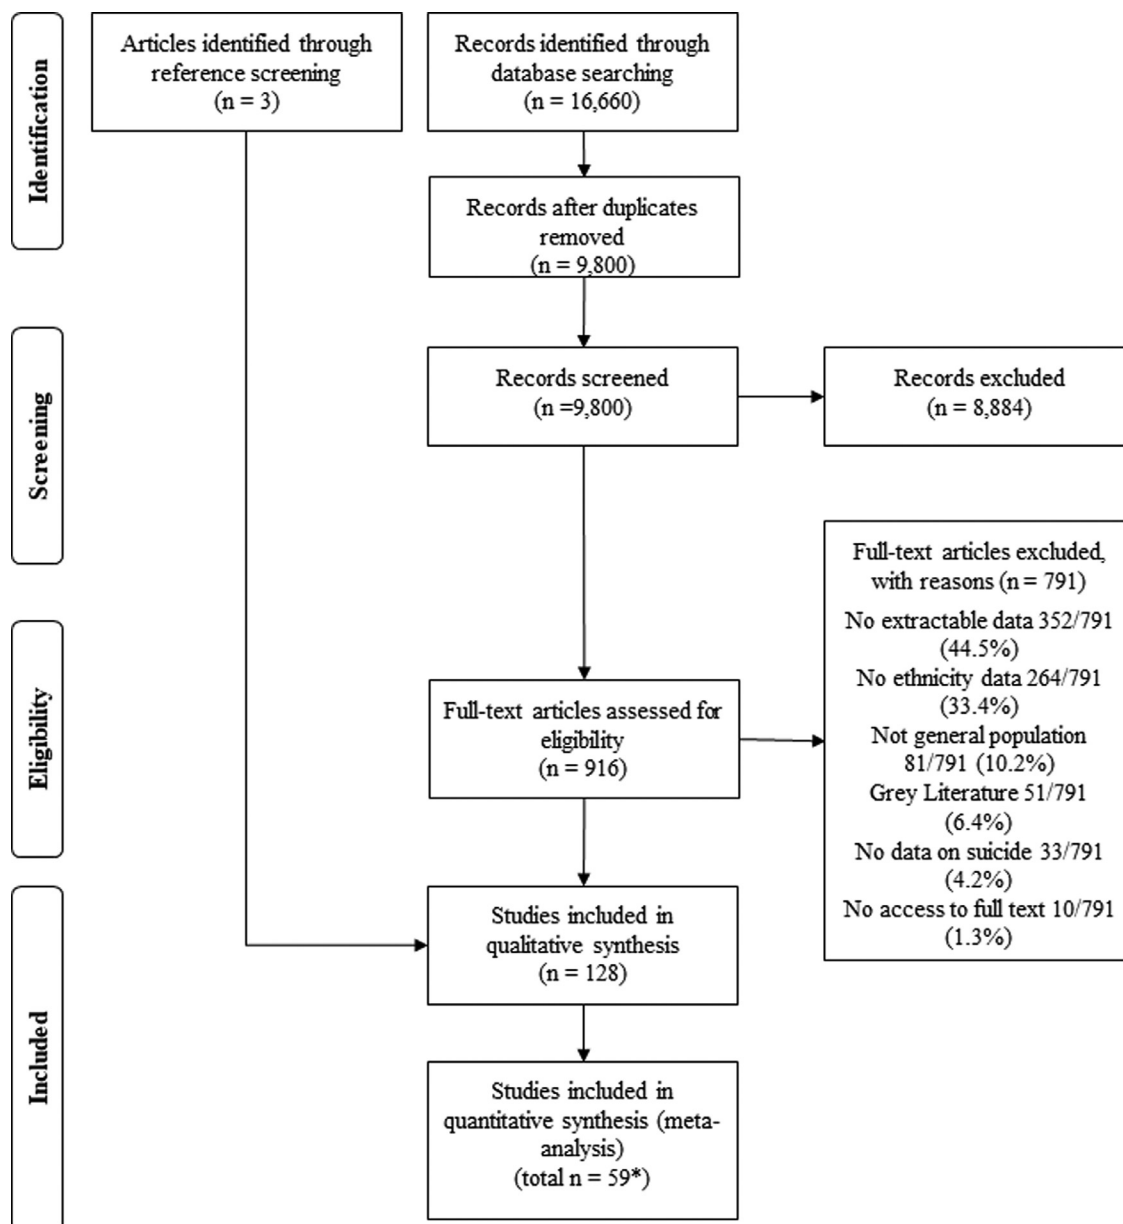 Identification
Articles identified through
reference screening
(n = 3)
Records identified through
database searching
(n = 16,660)
Records after duplicates
removed
(n = 9,800)
Screening
Records screened
(n =9,800)
Records excluded
(n = 8,884)
Eligibility
Full-text articles assessed for
eligibility
(n = 916)
Full-text articles excluded,
with reasons (n = 791)
No extractable data 352/791
(44.5%)
No ethnicity data 264/791
(33.4%)
Not general population
81/791 (10.2%)
Grey Literature 51/791
(6.4%)
No data on suicide 33/791
(4.2%)
No access to full text 10/791
(1.3%)
Included
Studies included in
qualitative synthesis
(n = 128)
Studies included in
quantitative synthesis (meta-
analysis)
(total n = 59*)